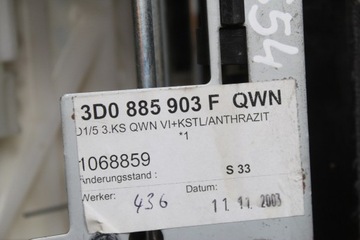 54
3D0 885 903 F QWN
D1/5 3.KS QWN VI+KSTL/ANTHRAZIT
*1
1068859
Änderungsstand : S 33
Werker: 436 Datum: 11.11.2003